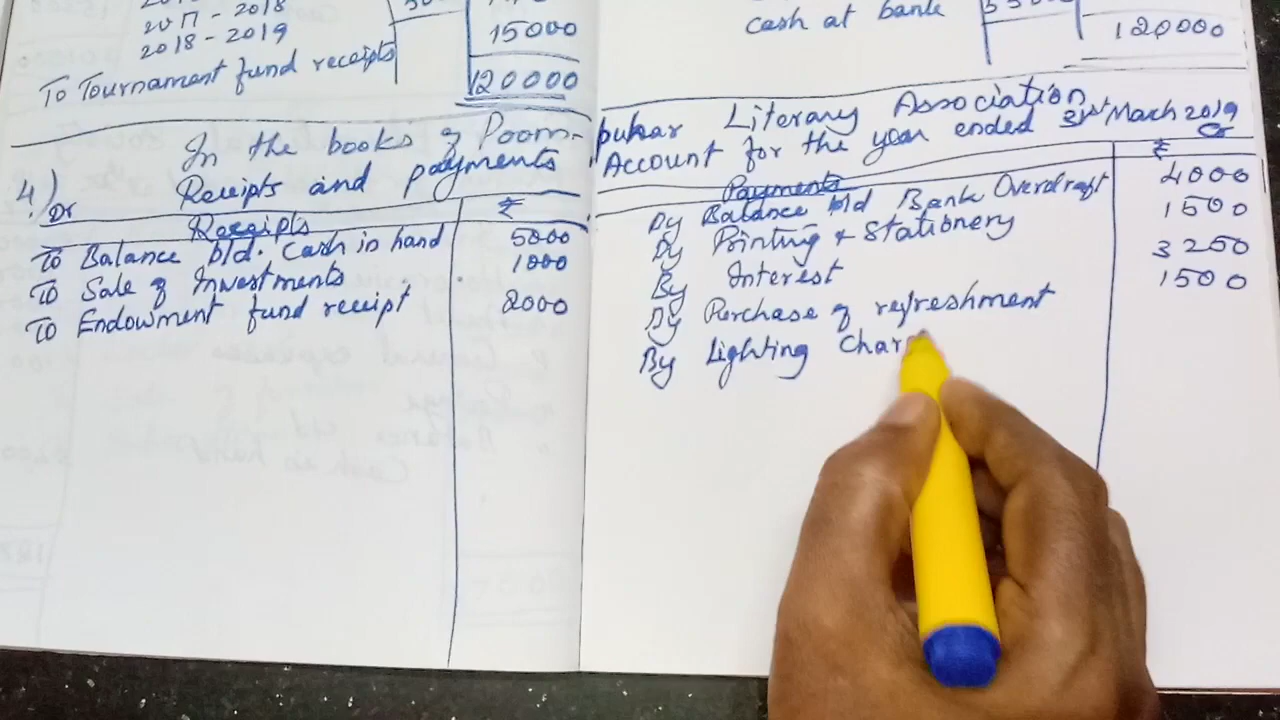 2017 - 2018
2018 - 2019
15000
To Tournament fund receipts
120000
cash at bank
120000
In the books of Poom-
puhar Literary Association
4.)
Receipts and payments
Account for the year ended 31st March 2019
Dr
Cr
Receipts
₹
To Balance b/d. Cash in hand 5000
To Sale of Investments 1000
To Endowment fund receipt 2000
Payments
₹
By Balance b/d Bank Overdraft 4000
By Printing & Stationery 1500
By Interest 3250
By Purchase of refreshment 1500
By Lighting Char